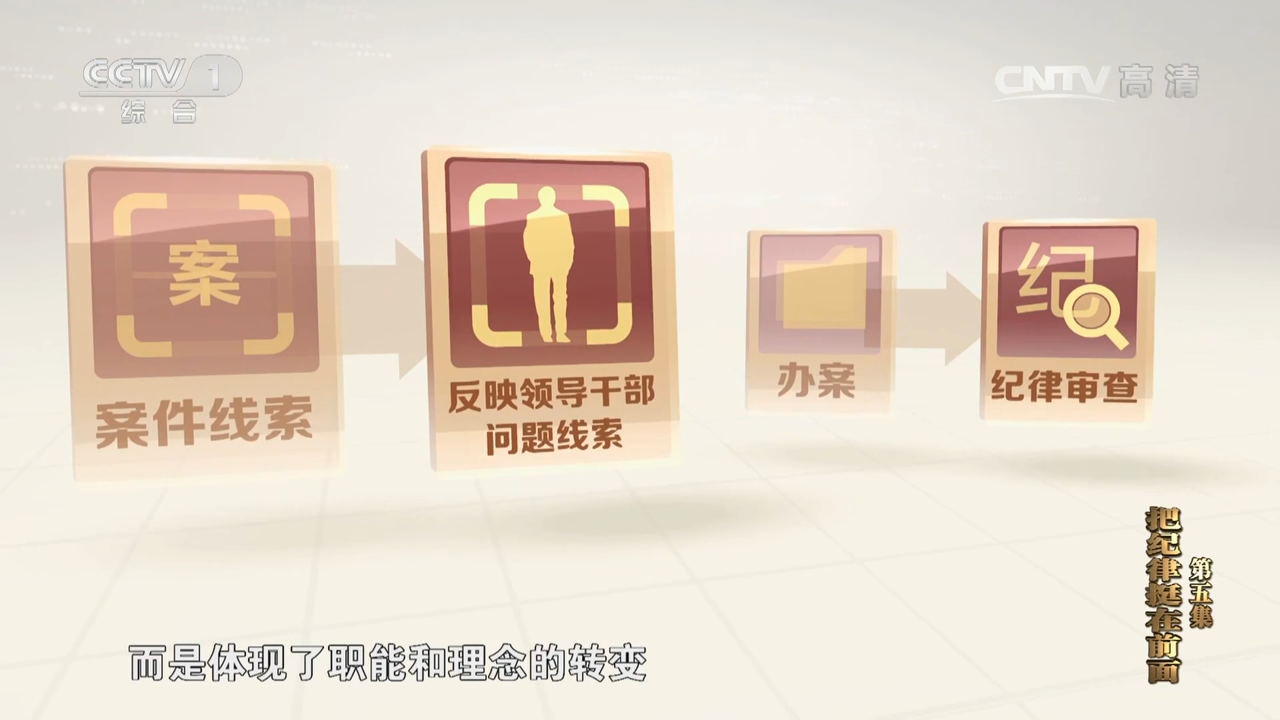 CCTV 1
综合
CNTV高清
案
案件线索
反映领导干部
问题线索
办案
纪
纪律审查
把纪律挺在前面
第五集
而是体现了职能和理念的转变